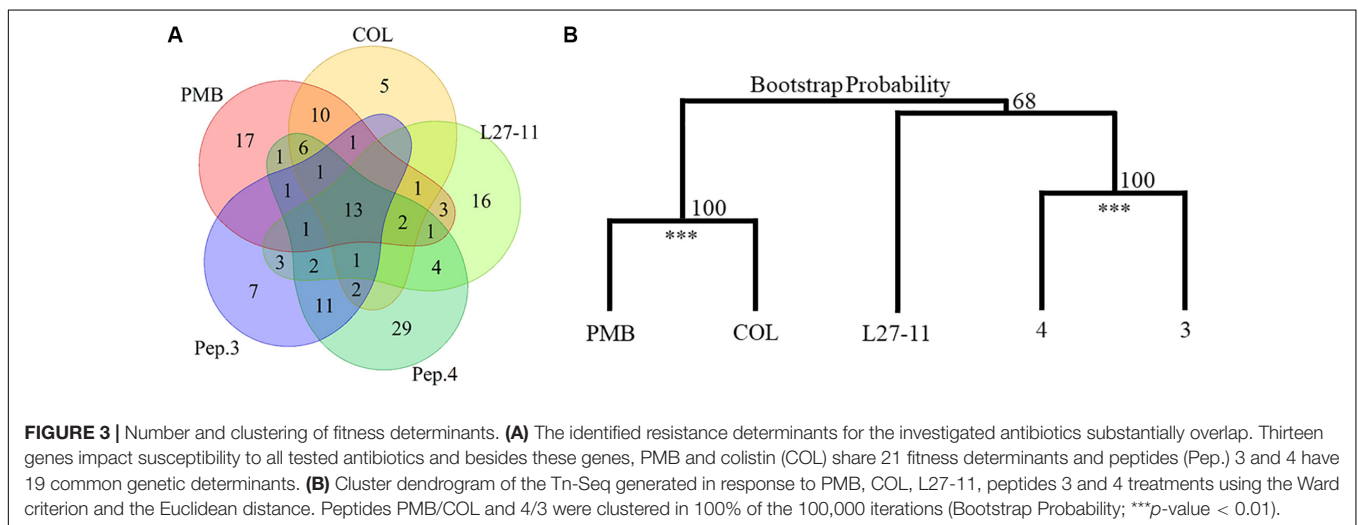 A
COL
5
PMB
10
L27-11
17
1
1
6
1
1
1
16
13
3
2
1
1
3
2
1
4
7
2
11
29
Pep.3
Pep.4
B
Bootstrap Probability
68
100
100
***
***
PMB
COL
L27-11
4
3
FIGURE 3 | Number and clustering of fitness determinants. (A) The identified resistance determinants for the investigated antibiotics substantially overlap. Thirteen
genes impact susceptibility to all tested antibiotics and besides these genes, PMB and colistin (COL) share 21 fitness determinants and peptides (Pep.) 3 and 4 have
19 common genetic determinants. (B) Cluster dendrogram of the Tn-Seq generated in response to PMB, COL, L27-11, peptides 3 and 4 treatments using the Ward
criterion and the Euclidean distance. Peptides PMB/COL and 4/3 were clustered in 100% of the 100,000 iterations (Bootstrap Probability; ***p-value < 0.01).